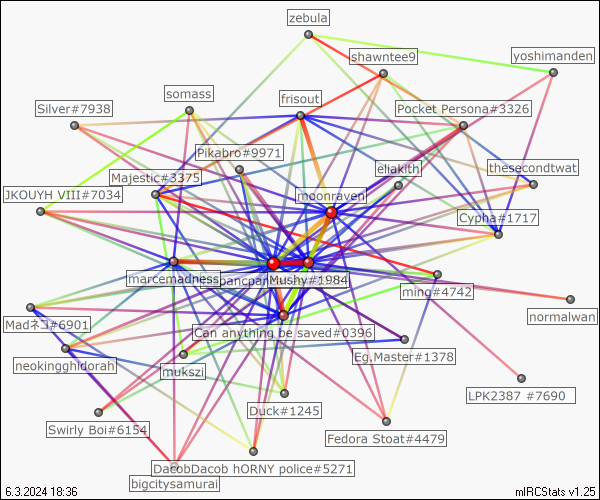 zebula
shawntee9
yoshimanden
somass
frisout
Silver#7938
Pocket Persona#3326
Pikabro#9971
eliakith
thesecondtwat
Majestic#3375
moonraven
JKOUYH VIII#7034
Cypha#1717
marcemadness
Mushy#1984
ming#4742
normalwan
Madネコ#6901
Can anything be saved#0396
Eg,Master#1378
neokingghidorah
mukszi
LPK2387 #7690
Duck#1245
Swirly Boi#6154
Fedora Stoat#4479
DacobDacob hORNY police#5271
bigcitysamurai
6.3.2024 18:36
mIRCStats v1.25